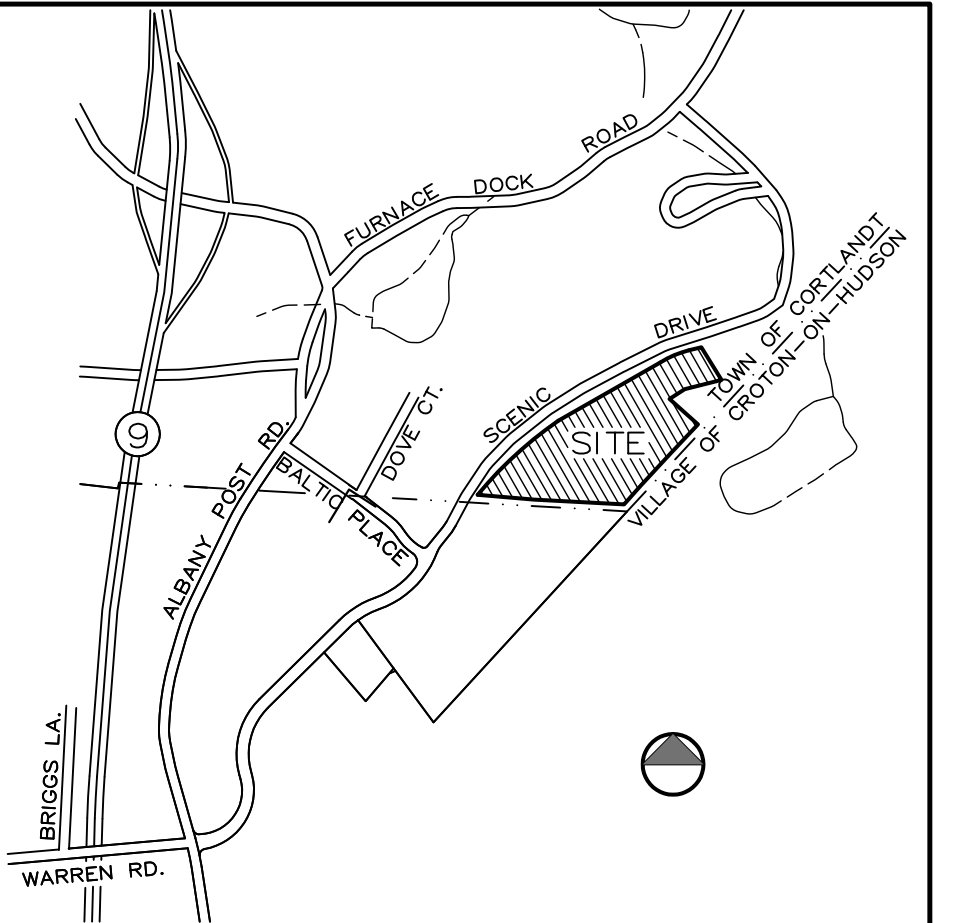 FURNACE DOCK ROAD
SCENIC DRIVE
TOWN OF CORTLANDT
VILLAGE OF CROTON-ON-HUDSON
9
DOVE CT.
SITE
ALBANY POST RD.
BALTIC PLACE
BRIGGS LA.
WARREN RD.